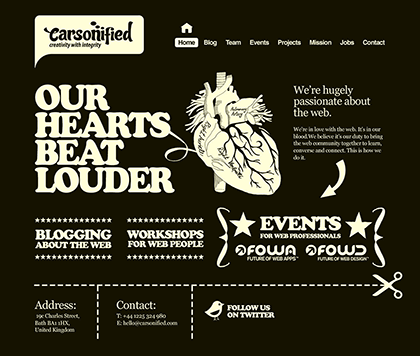 Carsonified
creativity with integrity
Home Blog Team Events Projects Mission Jobs Contact
OUR
HEARTS
BEAT
LOUDER
We're hugely
passionate about
the web.
We're in love with the web. It's in our
blood. We believe it's our duty to bring
the web community together to learn,
converse and connect. This is how we
do it.
BLOGGING
ABOUT THE WEB
WORKSHOPS
FOR WEB PEOPLE
EVENTS
FOR WEB PROFESSIONALS
FOWA
FUTURE OF WEB APPS
FOWD
FUTURE OF WEB DESIGN
Address:
19c Charles Street,
Bath BA1 1HX,
United Kingdom
Contact:
T: +44 1225 324 980
E: hello@carsonified.com
FOLLOW US
ON TWITTER